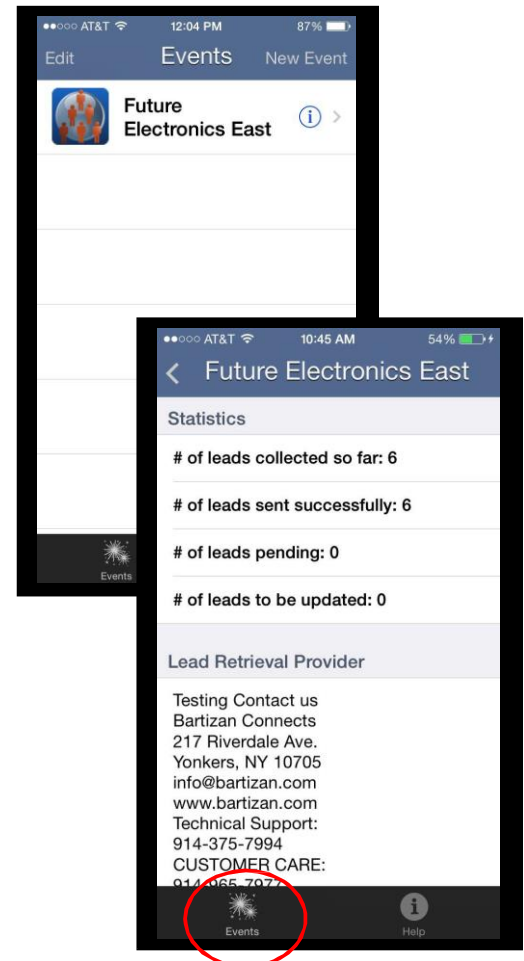 ●●○○○ AT&T 12:04 PM 87%
Edit Events New Event
Future
Electronics East
Events
●●○○○ AT&T 10:45 AM 54%
Future Electronics East
Statistics
# of leads collected so far: 6
# of leads sent successfully: 6
# of leads pending: 0
# of leads to be updated: 0
Lead Retrieval Provider
Testing Contact us
Bartizan Connects
217 Riverdale Ave.
Yonkers, NY 10705
info@bartizan.com
www.bartizan.com
Technical Support:
914-375-7994
CUSTOMER CARE:
914-965-7977
Events Help